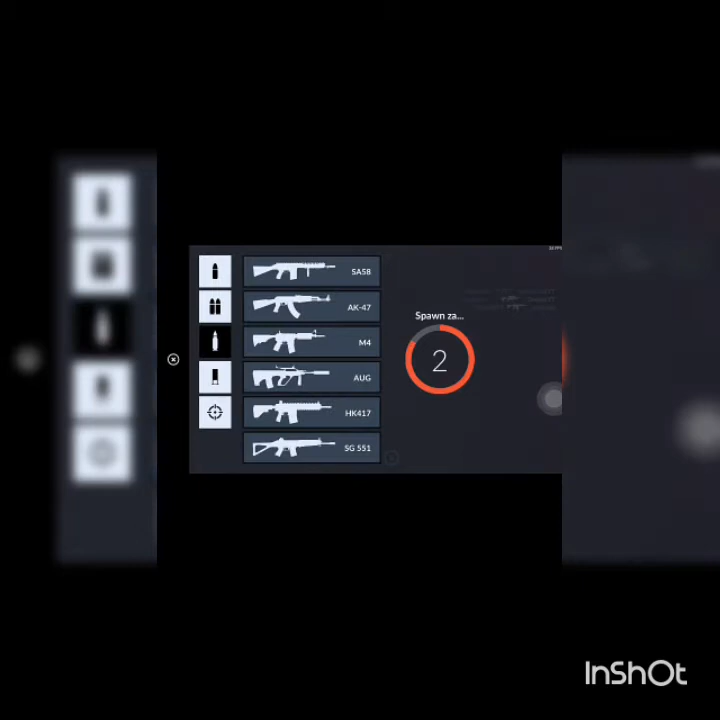 SA58
AK-47
M4
AUG
HK417
SG 551
Spawn za...
2
InShOt